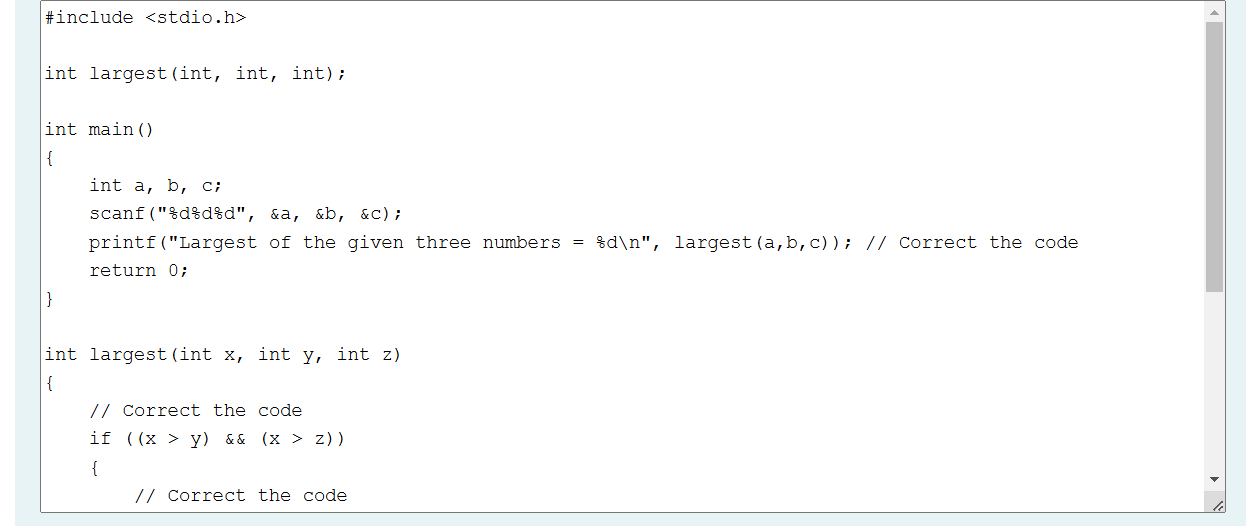 #include <stdio.h>
int largest(int, int, int);
int main()
{
    int a, b, c;
    scanf("%d%d%d", &a, &b, &c);
    printf("Largest of the given three numbers = %d\n", largest(a,b,c)); // Correct the code
    return 0;
}
int largest(int x, int y, int z)
{
    // Correct the code
    if ((x > y) && (x > z))
    {
        // Correct the code